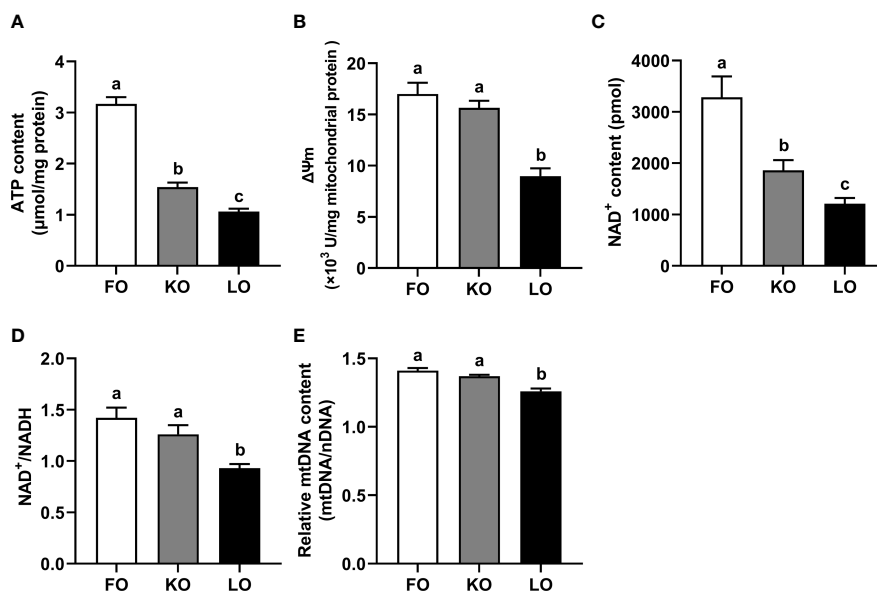 A
ATP content
(μmol/mg protein)
4
3
2
1
0
a
b
c
FO
KO
LO
B
ΔΨm
(×10³ U/mg mitochondrial protein )
20
15
10
5
0
a
a
b
FO
KO
LO
C
NAD⁺ content (pmol)
4000
3000
2000
1000
0
a
b
c
FO
KO
LO
D
NAD⁺/NADH
2.0
1.5
1.0
0.5
0.0
a
a
b
FO
KO
LO
E
Relative mtDNA content
(mtDNA/nDNA)
1.5
1.0
0.5
0.0
a
a
b
FO
KO
LO